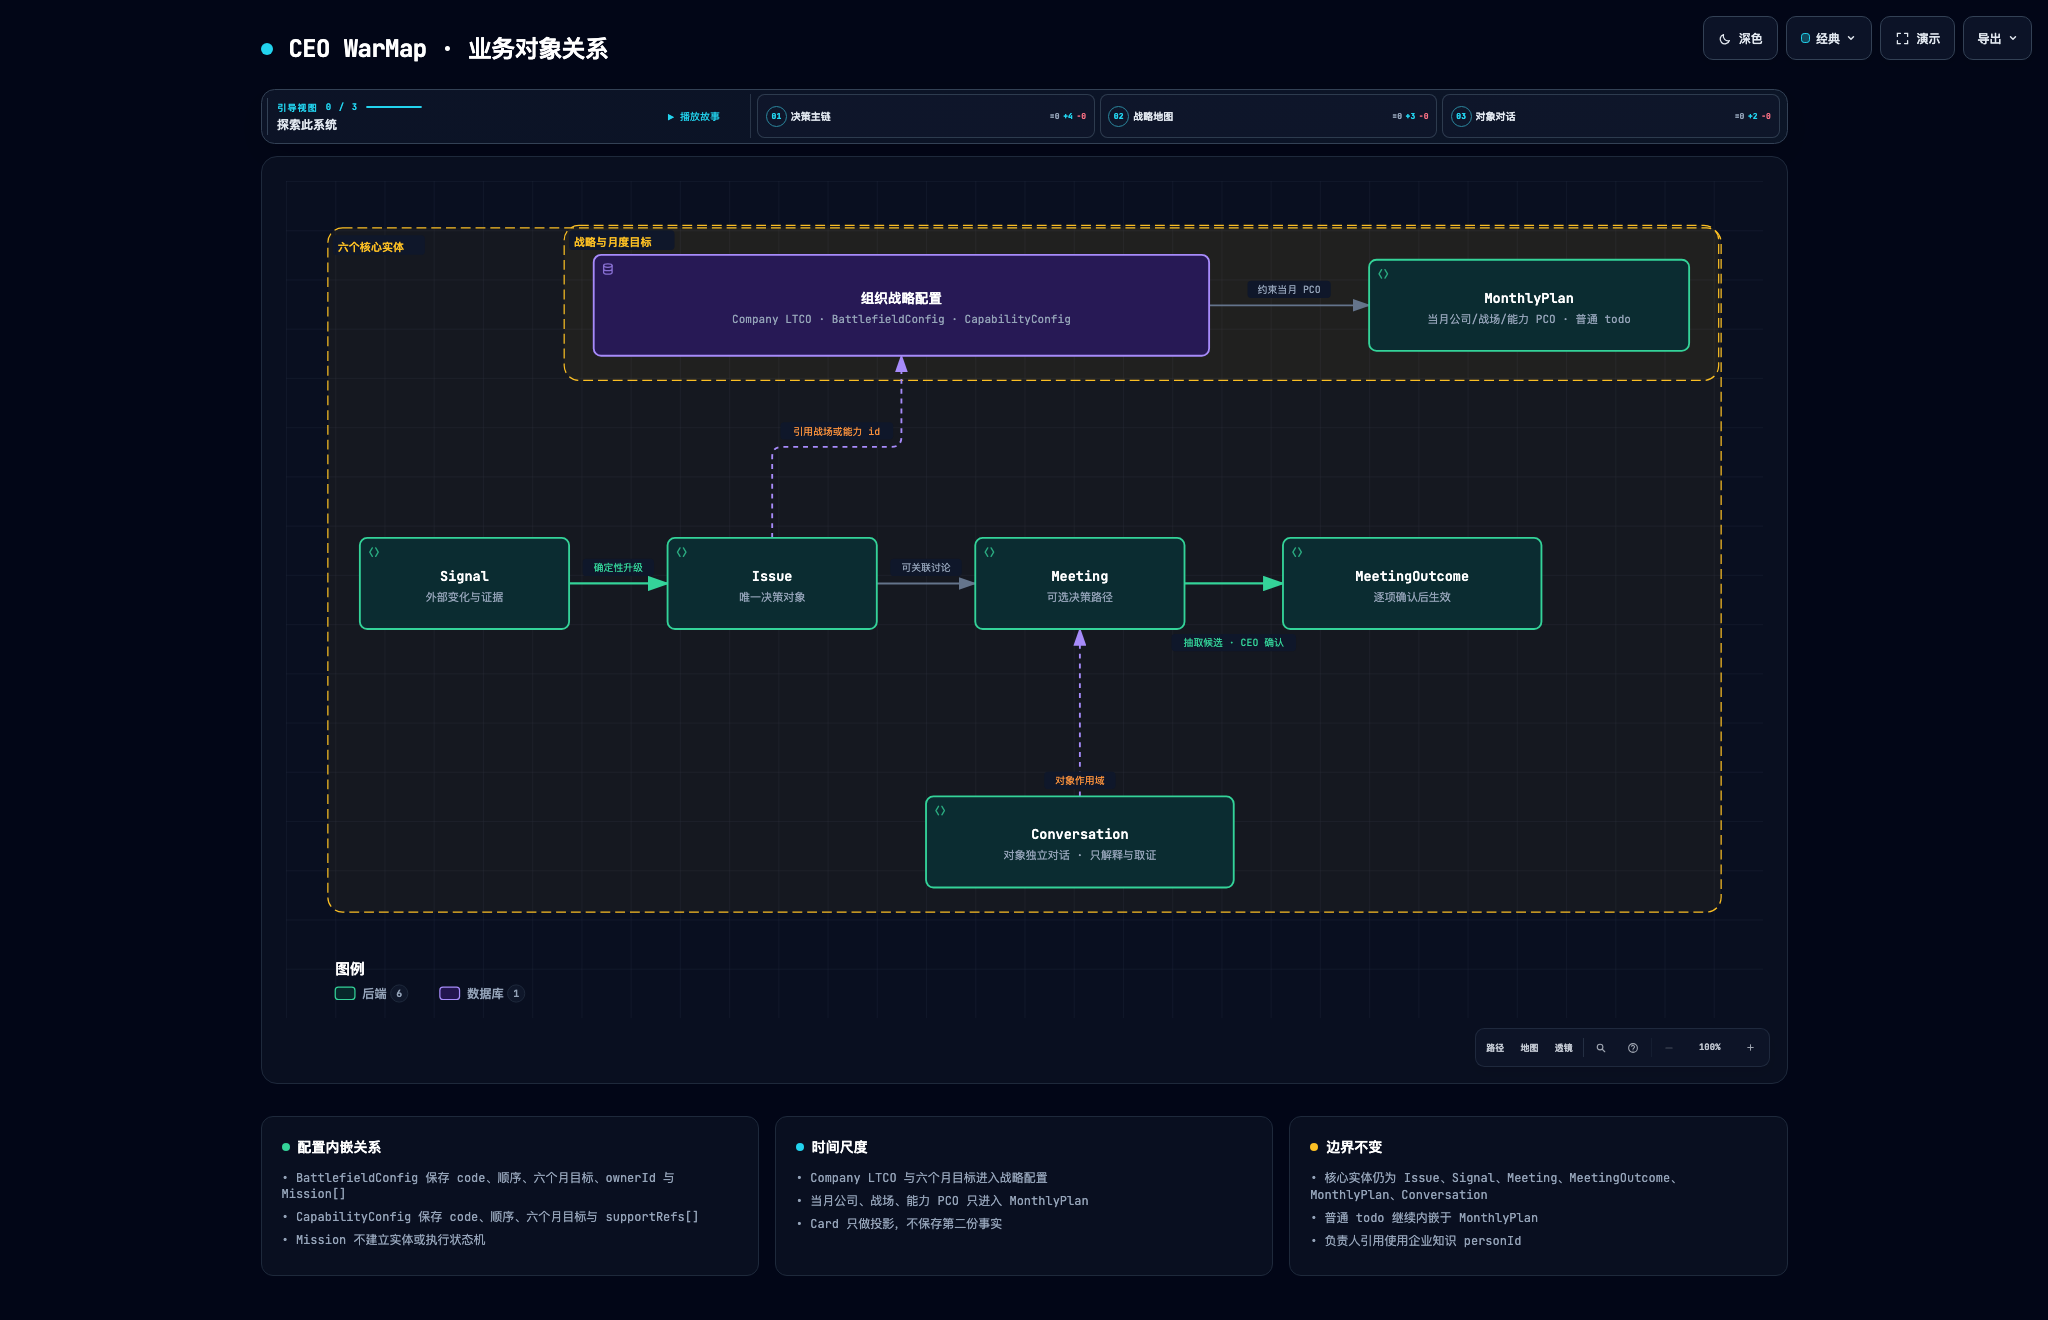 CEO WarMap · 业务对象关系
深色
经典
演示
导出
引导视图 0 / 3
探索此系统
▶ 播放故事
01 决策主链 ≡0 +4 -0
02 战略地图 ≡0 +3 -0
03 对象对话 ≡0 +2 -0
六个核心实体
战略与月度目标
组织战略配置
Company LTCO · BattlefieldConfig · CapabilityConfig
约束当月 PCO
MonthlyPlan
当月公司/战场/能力 PCO · 普通 todo
引用战场或能力 id
Signal
外部变化与证据
确定性升级
Issue
唯一决策对象
可关联讨论
Meeting
可选决策路径
MeetingOutcome
逐项确认后生效
抽取候选 · CEO 确认
对象作用域
Conversation
对象独立对话 · 只解释与取证
图例
后端 6
数据库 1
路径
地图
透镜
100%
配置内嵌关系
• BattlefieldConfig 保存 code、顺序、六个月目标、ownerId 与
Mission[]
• CapabilityConfig 保存 code、顺序、六个月目标与 supportRefs[]
• Mission 不建立实体或执行状态机
时间尺度
• Company LTCO 与六个月目标进入战略配置
• 当月公司、战场、能力 PCO 只进入 MonthlyPlan
• Card 只做投影，不保存第二份事实
边界不变
• 核心实体仍为 Issue、Signal、Meeting、MeetingOutcome、
MonthlyPlan、Conversation
• 普通 todo 继续内嵌于 MonthlyPlan
• 负责人引用使用企业知识 personId